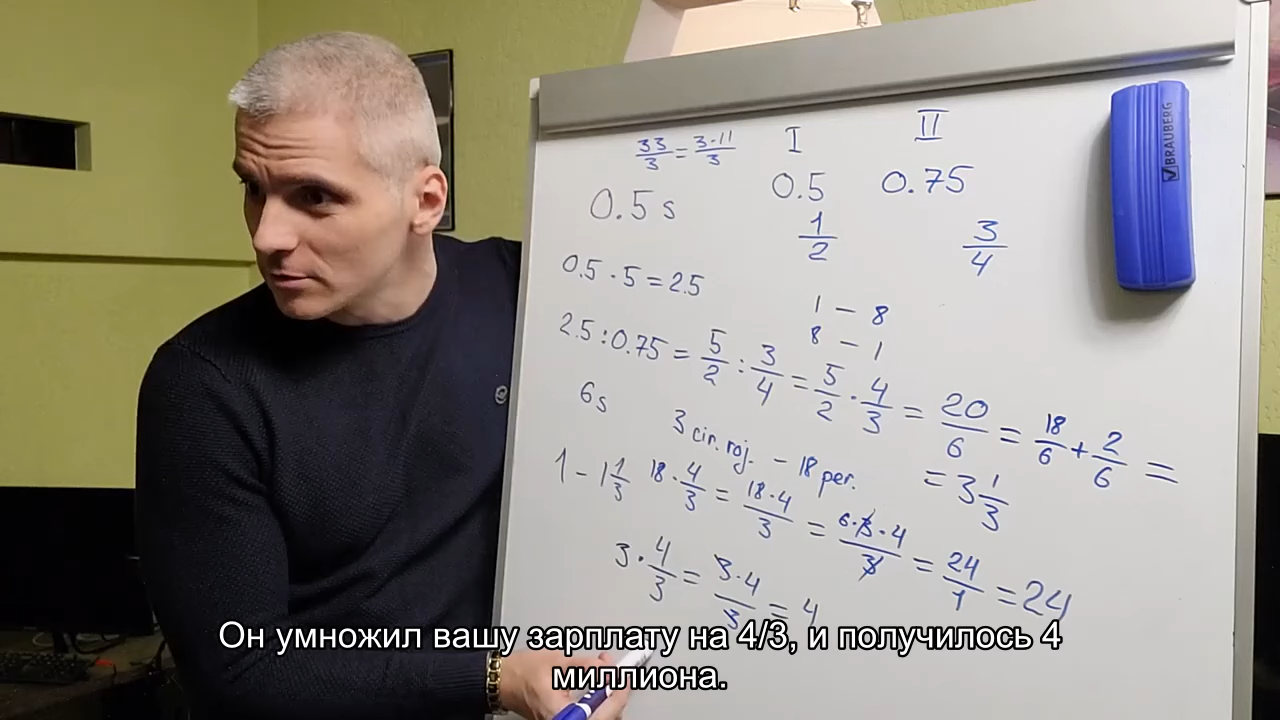 33/3 = 3·11/3
I II
0.5 s 0.5 0.75
1/2 3/4
BRAUBERG
0.5 · 5 = 2.5
1 – 8
8 – 1
2.5 : 0.75 = 5/2 : 3/4 = 5/2 · 4/3 = 20/6 = 18/6 + 2/6 =
= 3 1/3
6s
3 cir. roj. – 18 per.
1 – 1 1/3 18 · 4/3 = 18·4/3 = 6·3·4/3 = 24/1 = 24
3 · 4/3 = 3·4/3 = 4
Он умножил вашу зарплату на 4/3, и получилось 4
миллиона.